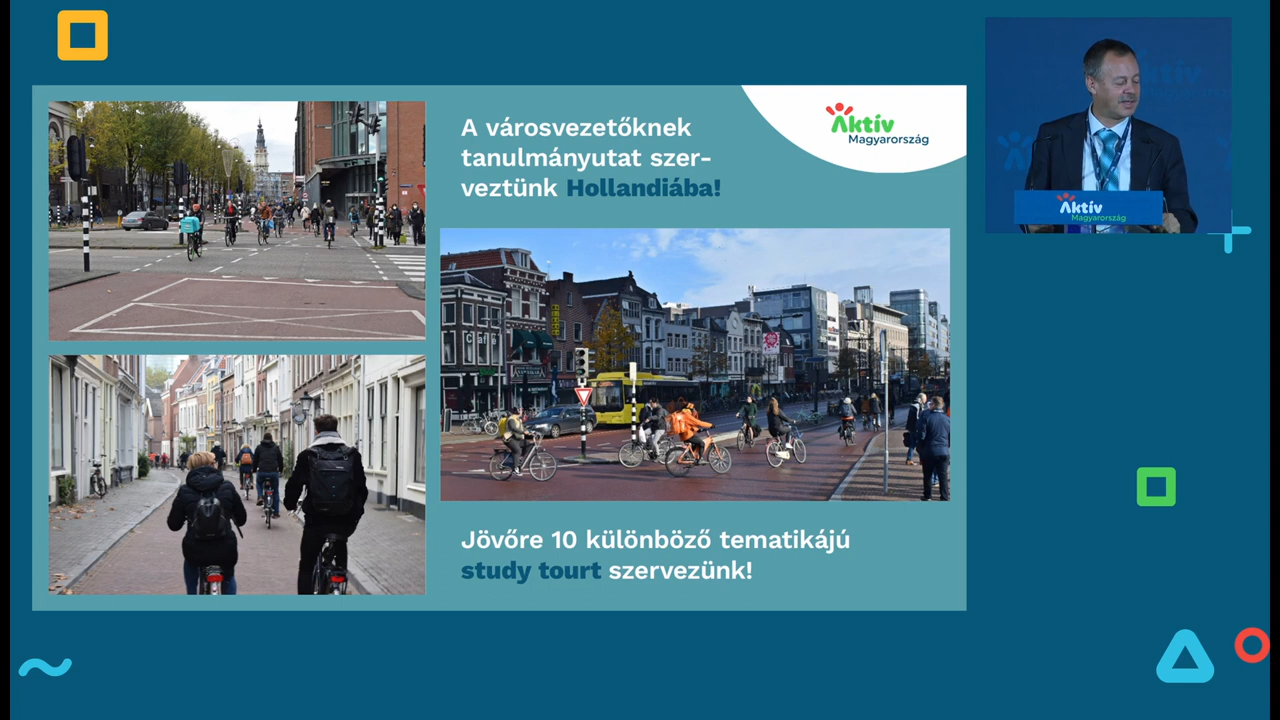 A városvezetőknek
tanulmányutat szer-
veztünk Hollandiába!
Aktív
Magyarország
Aktív
Magyarország
Jövőre 10 különböző tematikájú
study tourt szervezünk!